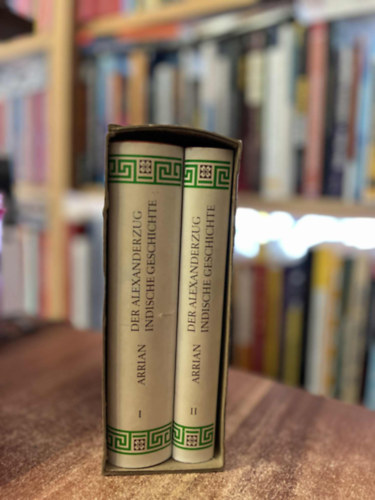 ARRIAN DER ALEXANDERZUG
INDISCHE GESCHICHTE
I
ARRIAN DER ALEXANDERZUG
INDISCHE GESCHICHTE
II